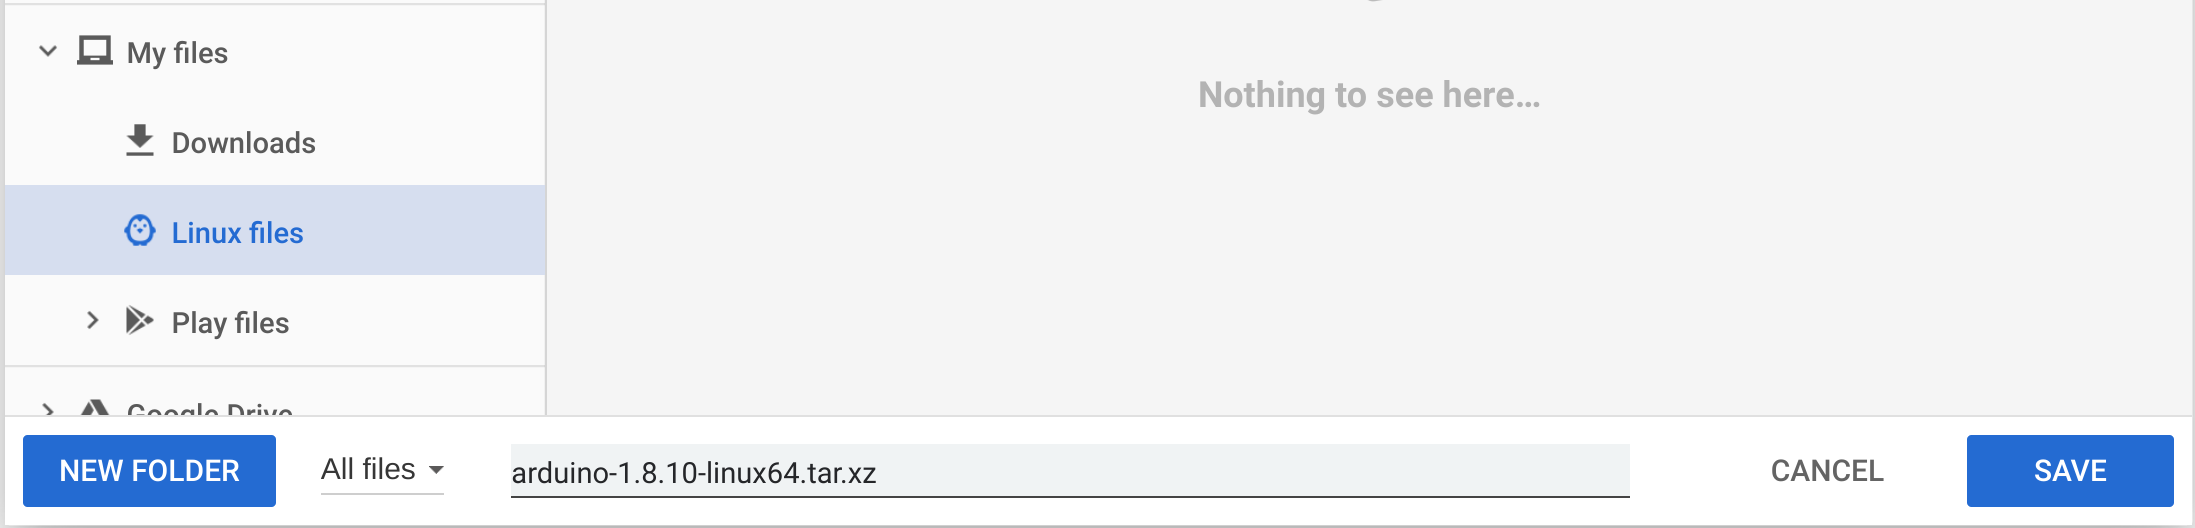 My files
Nothing to see here...
Downloads
Linux files
Play files
Google Drive
NEW FOLDER
All files
arduino-1.8.10-linux64.tar.xz
CANCEL
SAVE